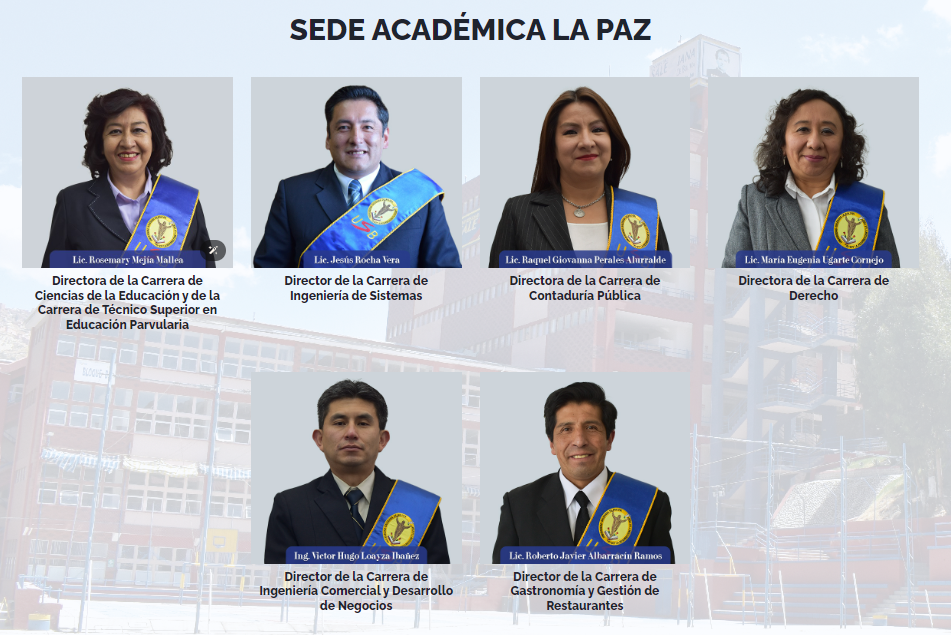 SEDE ACADÉMICA LA PAZ
Lic. Rosemary Mejía Mallea
Directora de la Carrera de
Ciencias de la Educación y de la
Carrera de Técnico Superior en
Educación Parvularia
USB
Lic. Jesús Rocha Vera
Director de la Carrera de
Ingeniería de Sistemas
Lic. Raquel Giovanna Perales Aluralde
Directora de la Carrera de
Contaduría Pública
Lic. María Eugenia Ugarte Cornejo
Directora de la Carrera de
Derecho
Ing. Victor Hugo Loayza Ibañez
Director de la Carrera de
Ingeniería Comercial y Desarrollo
de Negocios
Lic. Roberto Javier Albarracín Ramos
Director de la Carrera de
Gastronomía y Gestión de
Restaurantes